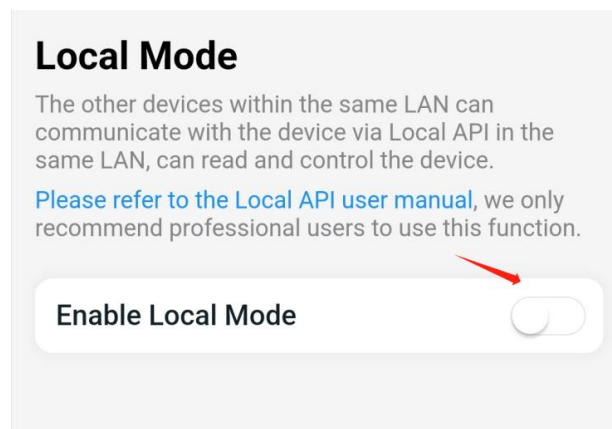 Local Mode
The other devices within the same LAN can
communicate with the device via Local API in the
same LAN, can read and control the device.
Please refer to the Local API user manual, we only
recommend professional users to use this function.
Enable Local Mode